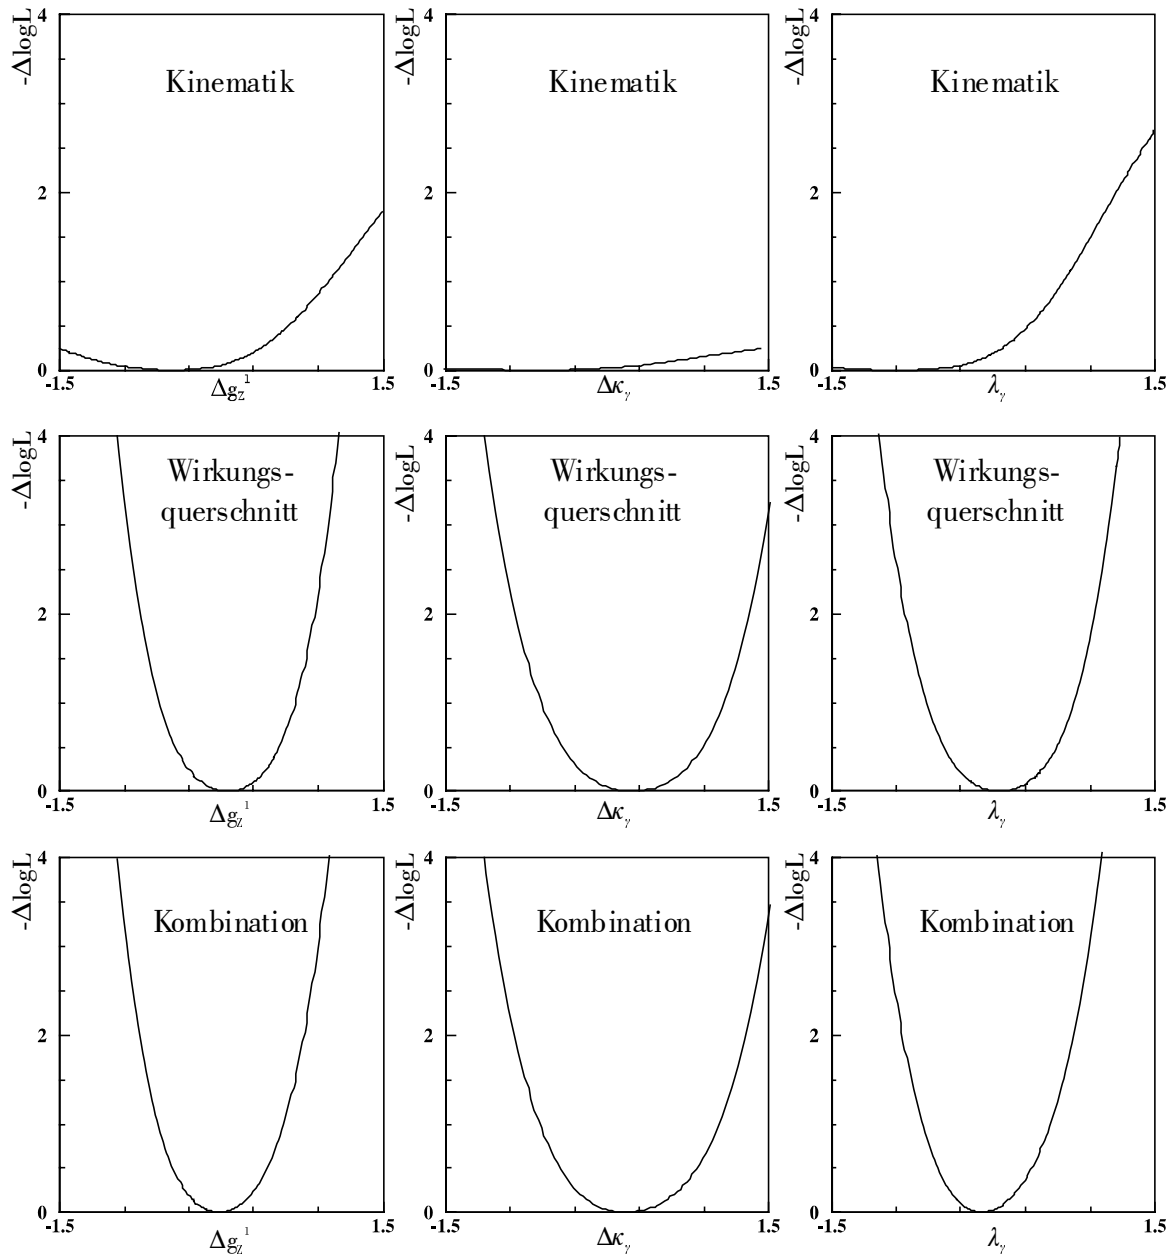 4
2
0
-ΔlogL
Kinematik
-1.5
1.5
Δg_Z^1
4
2
0
-ΔlogL
Kinematik
-1.5
1.5
Δκ_γ
4
2
0
-ΔlogL
Kinematik
-1.5
1.5
λ_γ
4
2
0
-ΔlogL
Wirkungs-
querschnitt
-1.5
1.5
Δg_Z^1
4
2
0
-ΔlogL
Wirkungs-
querschnitt
-1.5
1.5
Δκ_γ
4
2
0
-ΔlogL
Wirkungs-
querschnitt
-1.5
1.5
λ_γ
4
2
0
-ΔlogL
Kombination
-1.5
1.5
Δg_Z^1
4
2
0
-ΔlogL
Kombination
-1.5
1.5
Δκ_γ
4
2
0
-ΔlogL
Kombination
-1.5
1.5
λ_γ